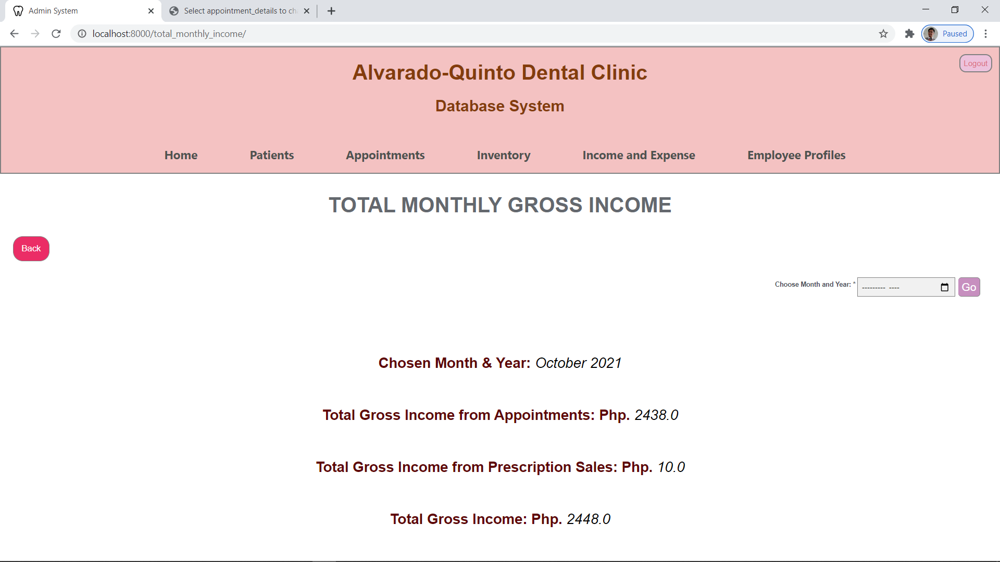 Admin System
Select appointment_details to ch
localhost:8000/total_monthly_income/
Paused
Alvarado-Quinto Dental Clinic
Logout
Database System
Home Patients Appointments Inventory Income and Expense Employee Profiles
TOTAL MONTHLY GROSS INCOME
Back
Choose Month and Year: * --------- ---- Go
Chosen Month & Year: October 2021
Total Gross Income from Appointments: Php. 2438.0
Total Gross Income from Prescription Sales: Php. 10.0
Total Gross Income: Php. 2448.0